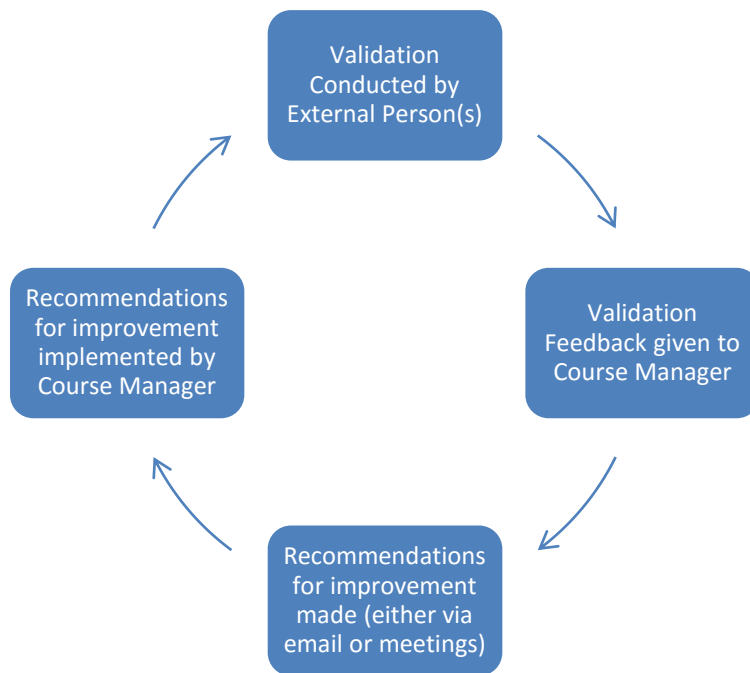 Validation
Conducted by
External Person(s)
Validation
Feedback given to
Course Manager
Recommendations
for improvement
made (either via
email or meetings)
Recommendations
for improvement
implemented by
Course Manager